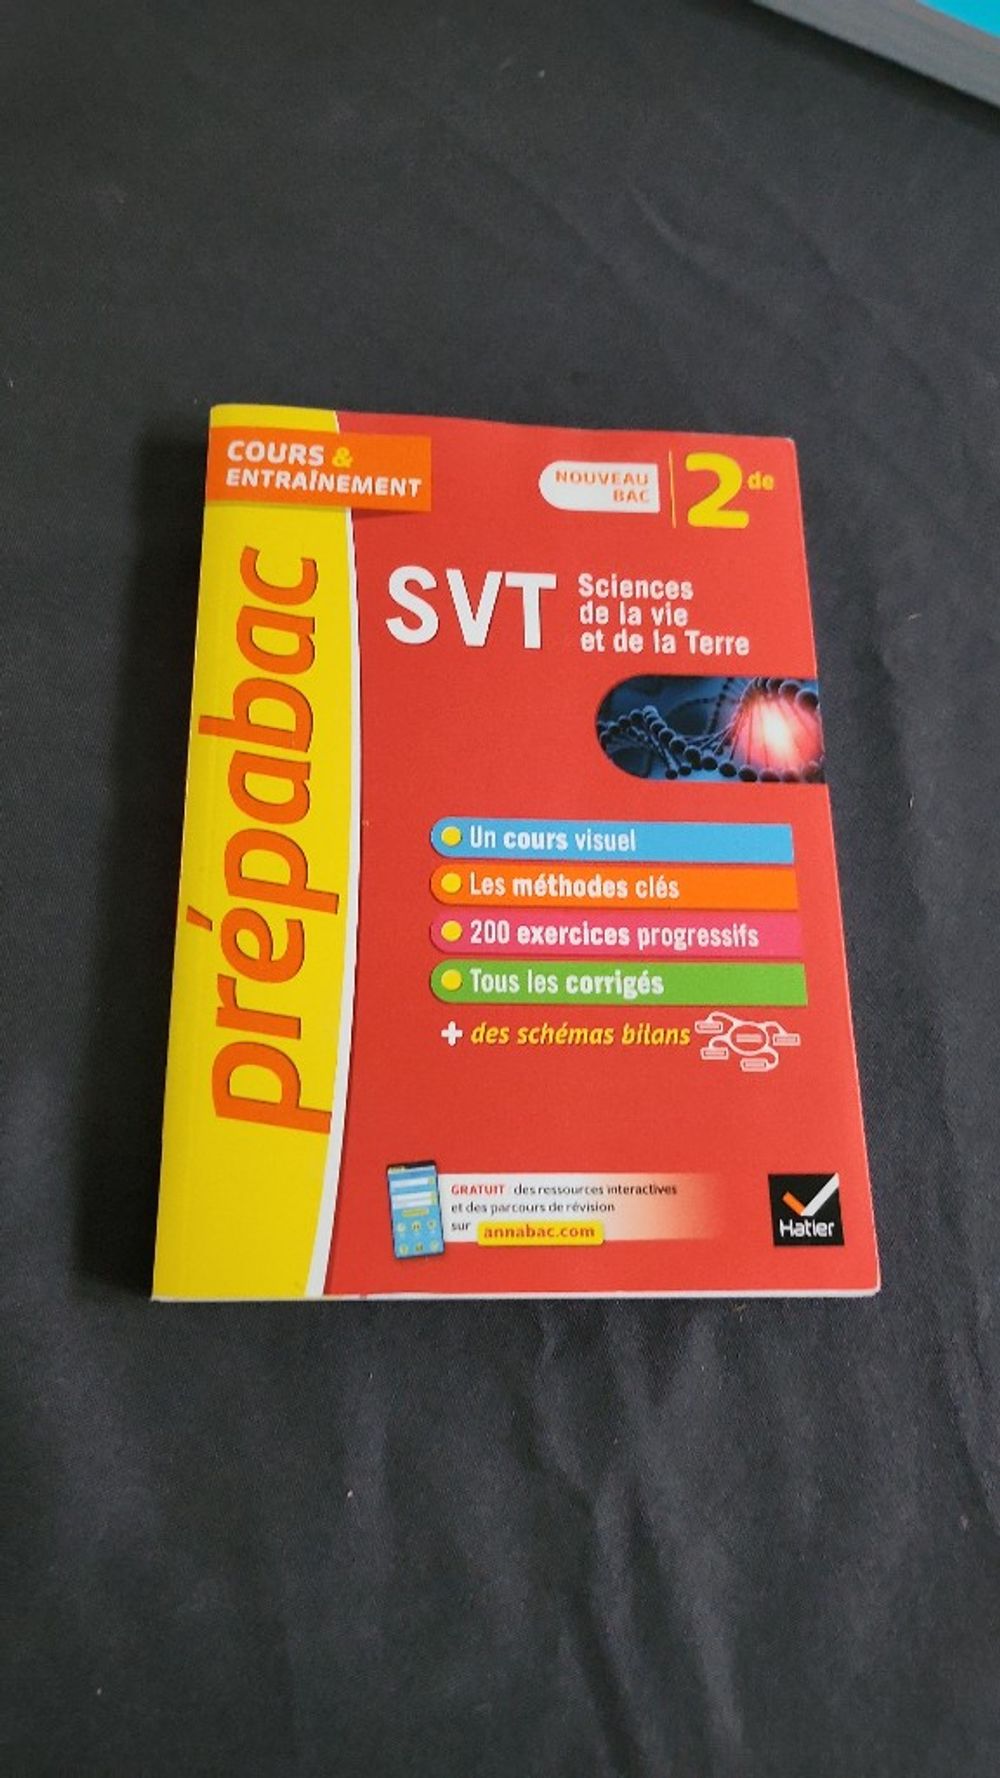 COURS &
ENTRAÎNEMENT
NOUVEAU
BAC
2de
prépabac
SVT
Sciences
de la vie
et de la Terre
Un cours visuel
Les méthodes clés
200 exercices progressifs
Tous les corrigés
+ des schémas bilans
GRATUIT des ressources interactives
et des parcours de révision
sur annabac.com
Hatier